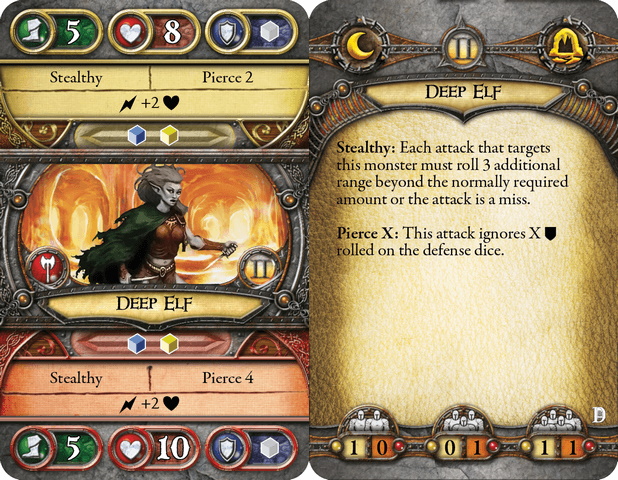 5 8
Stealthy Pierce 2
+2
II
Deep Elf
Stealthy Pierce 4
+2
5 10
II
Deep Elf
Stealthy: Each attack that targets
this monster must roll 3 additional
range beyond the normally required
amount or the attack is a miss.
Pierce X: This attack ignores X
rolled on the defense dice.
D
1 0 0 1 1 1